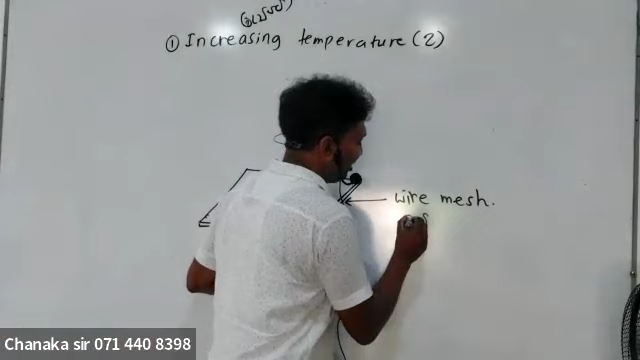 ① Increasing temperature (2)
wire mesh.
Chanaka sir 071 440 8398